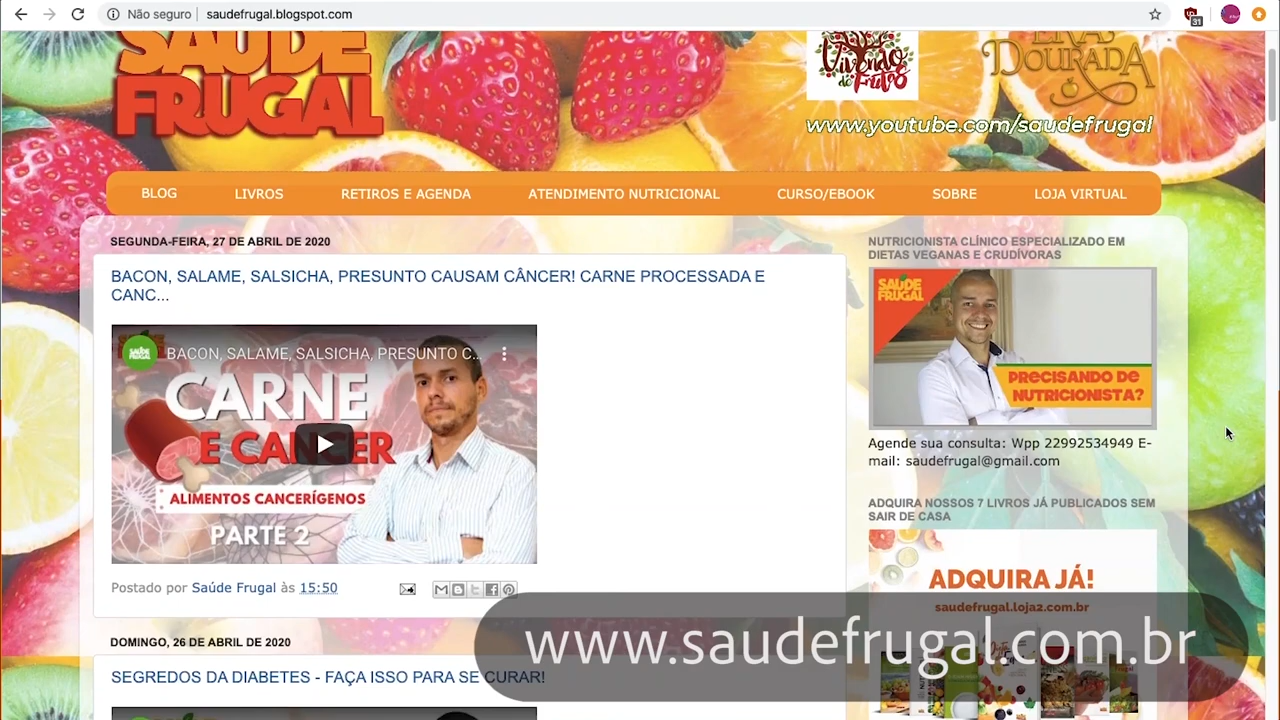 Não seguro
saudefrugal.blogspot.com
31
SAÚDE
FRUGAL
Vivendo
de Frutos
ERA
DOURADA
www.youtube.com/saudefrugal
BLOG
LIVROS
RETIROS E AGENDA
ATENDIMENTO NUTRICIONAL
CURSO/EBOOK
SOBRE
LOJA VIRTUAL
SEGUNDA-FEIRA, 27 DE ABRIL DE 2020
BACON, SALAME, SALSICHA, PRESUNTO CAUSAM CÂNCER! CARNE PROCESSADA E
CANC...
BACON, SALAME, SALSICHA, PRESUNTO C...
CARNE
E CANCER
ALIMENTOS CANCERÍGENOS
PARTE 2
Postado por Saúde Frugal às 15:50
DOMINGO, 26 DE ABRIL DE 2020
SEGREDOS DA DIABETES - FAÇA ISSO PARA SE CURAR!
NUTRICIONISTA CLÍNICO ESPECIALIZADO EM
DIETAS VEGANAS E CRUDÍVORAS
SAÚDE
FRUGAL
PRECISANDO DE
NUTRICIONISTA?
Agende sua consulta: Wpp 22992534949 E-
mail: saudefrugal@gmail.com
ADQUIRA NOSSOS 7 LIVROS JÁ PUBLICADOS SEM
SAIR DE CASA
ADQUIRA JÁ!
saudefrugal.loja2.com.br
www.saudefrugal.com.br